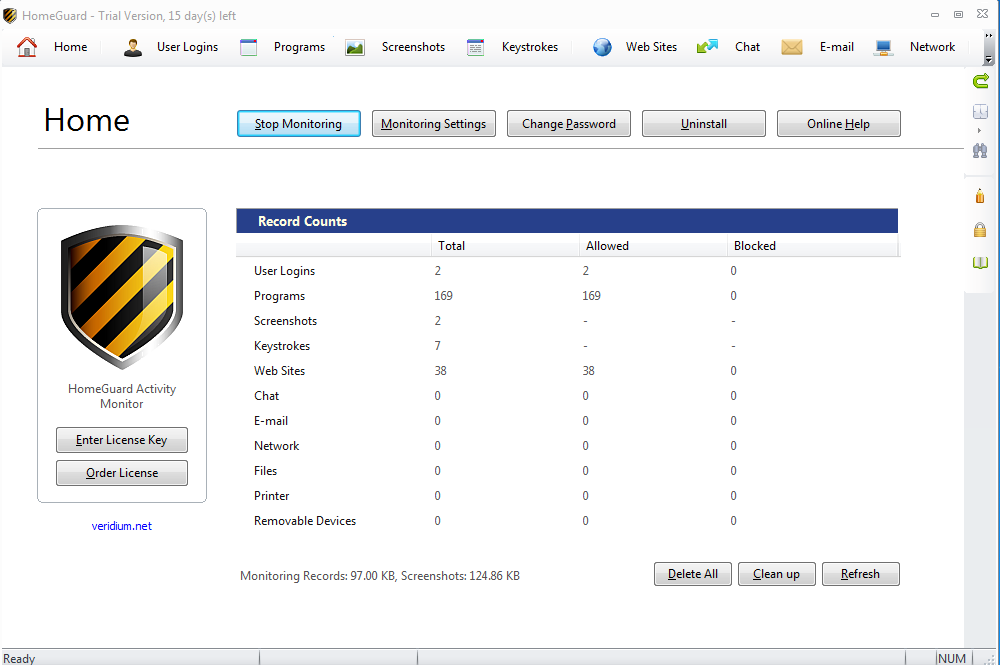 HomeGuard - Trial Version, 15 day(s) left
Home User Logins Programs Screenshots Keystrokes Web Sites Chat E-mail Network
Home
Stop Monitoring Monitoring Settings Change Password Uninstall Online Help
Record Counts
Total Allowed Blocked
User Logins 2 2 0
Programs 169 169 0
Screenshots 2 - -
Keystrokes 7 - -
Web Sites 38 38 0
Chat 0 0 0
E-mail 0 0 0
Network 0 0 0
Files 0 0 0
Printer 0 0 0
Removable Devices 0 0 0
HomeGuard Activity
Monitor
Enter License Key
Order License
veridium.net
Monitoring Records: 97.00 KB, Screenshots: 124.86 KB
Delete All Clean up Refresh
Ready NUM